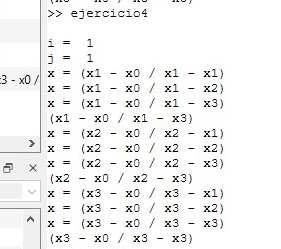 >> ejercicio4
i = 1
j = 1
x = (x1 - x0 / x1 - x1)
x3 - x0 /
x = (x1 - x0 / x1 - x2)
x = (x1 - x0 / x1 - x3)
(x1 - x0 / x1 - x3)
x = (x2 - x0 / x2 - x1)
x = (x2 - x0 / x2 - x2)
x = (x2 - x0 / x2 - x3)
(x2 - x0 / x2 - x3)
x = (x3 - x0 / x3 - x1)
x = (x3 - x0 / x3 - x2)
x = (x3 - x0 / x3 - x3)
(x3 - x0 / x3 - x3)